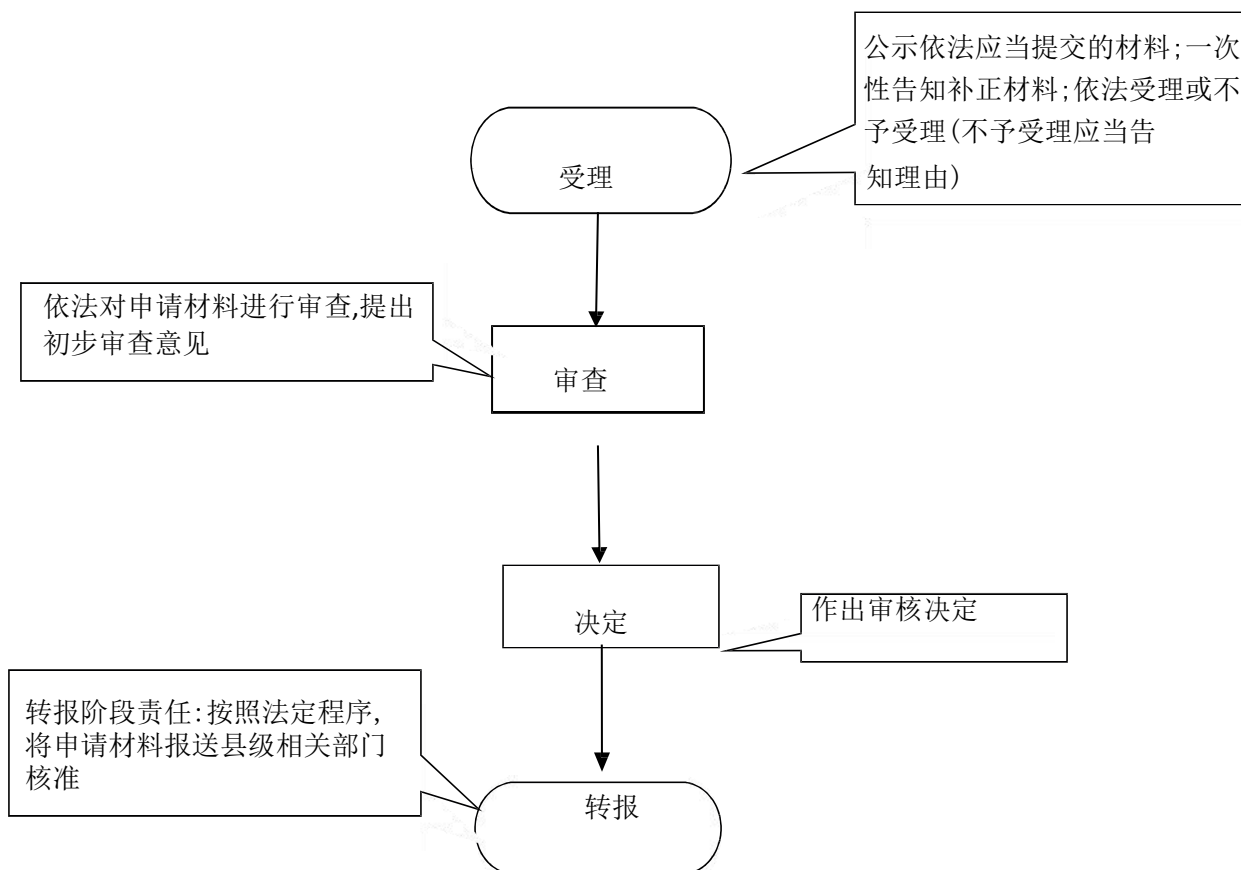 公示依法应当提交的材料;一次
性告知补正材料;依法受理或不
予受理(不予受理应当告
知理由)
受理
依法对申请材料进行审查,提出
初步审查意见
审查
决定
作出审核决定
转报阶段责任:按照法定程序,
将申请材料报送县级相关部门
核准
转报